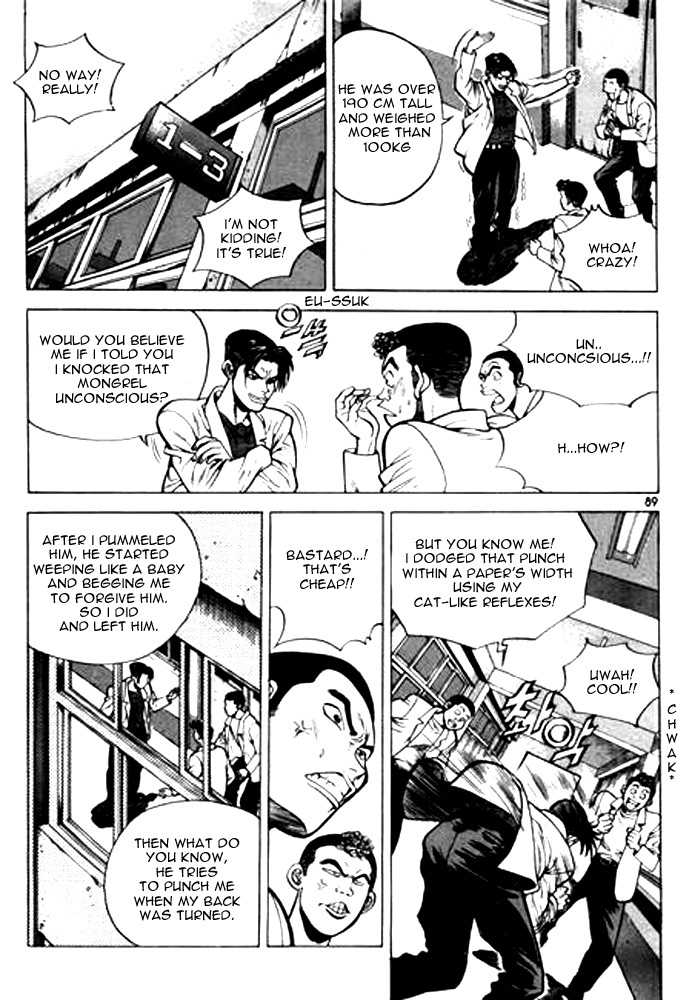 NO WAY!
REALLY!
1-3
I'M NOT
KIDDING!
IT'S TRUE!
HE WAS OVER
190 CM TALL
AND WEIGHED
MORE THAN
100KG
WHOA!
CRAZY!
EU-SSUK
WOULD YOU BELIEVE
ME IF I TOLD YOU
I KNOCKED THAT
MONGREL
UNCONSCIOUS?
UN..
UNCONCSIOUS...!!
H...HOW?!
89
AFTER I PUMMELED
HIM, HE STARTED
WEEPING LIKE A BABY
AND BEGGING ME
TO FORGIVE HIM.
SO I DID
AND LEFT HIM.
THEN WHAT DO
YOU KNOW,
HE TRIES
TO PUNCH ME
WHEN MY BACK
WAS TURNED.
BASTARD...!
THAT'S
CHEAP!!
BUT YOU KNOW ME!
I DODGED THAT PUNCH
WITHIN A PAPER'S WIDTH
USING MY
CAT-LIKE REFLEXES!
UWAH!
COOL!!
*CHWAK*